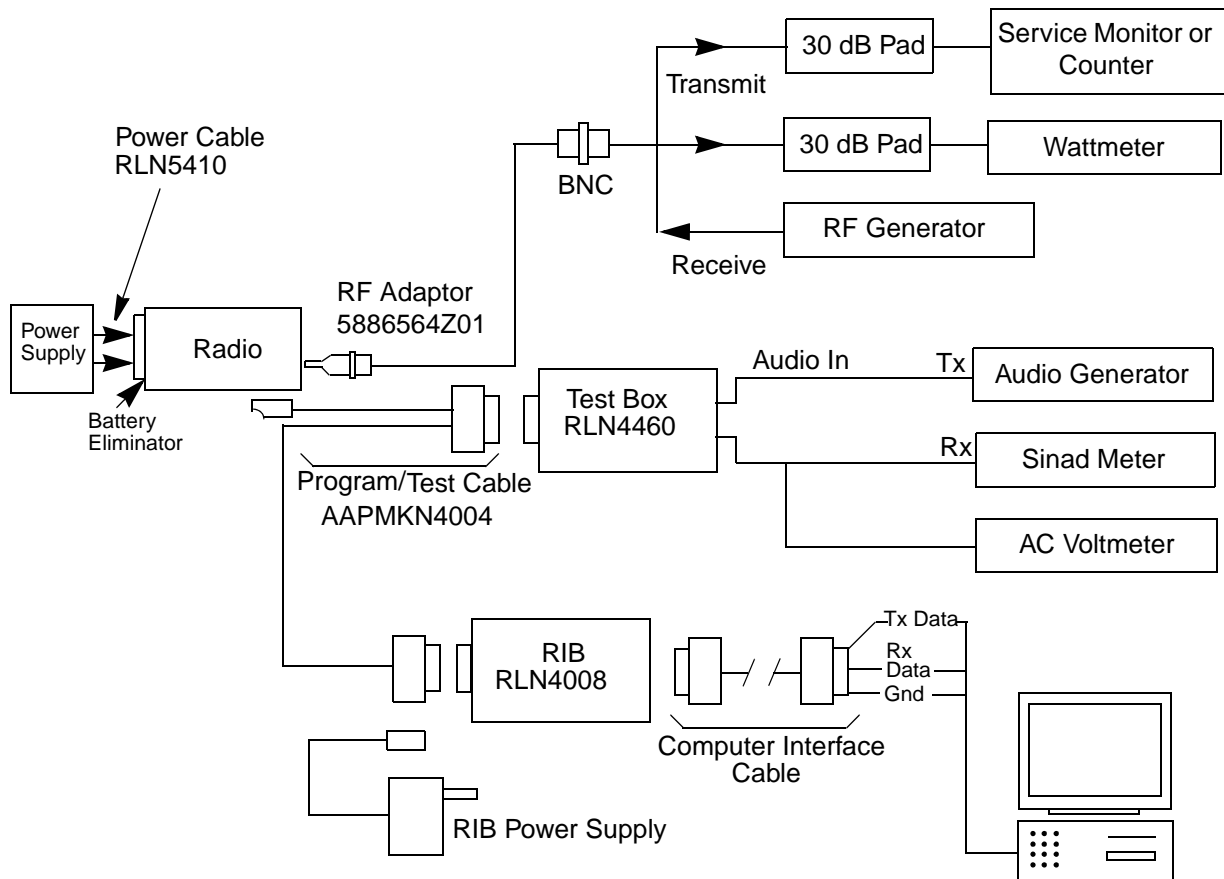 30 dB Pad
Service Monitor or
Counter
Transmit
Power Cable
RLN5410
30 dB Pad
Wattmeter
BNC
RF Generator
Receive
RF Adaptor
5886564Z01
Power
Supply
Radio
Battery
Eliminator
Audio In
Tx
Audio Generator
Test Box
RLN4460
Rx
Sinad Meter
Program/Test Cable
AAPMKN4004
AC Voltmeter
Tx Data
Rx
Data
Gnd
RIB
RLN4008
Computer Interface
Cable
RIB Power Supply